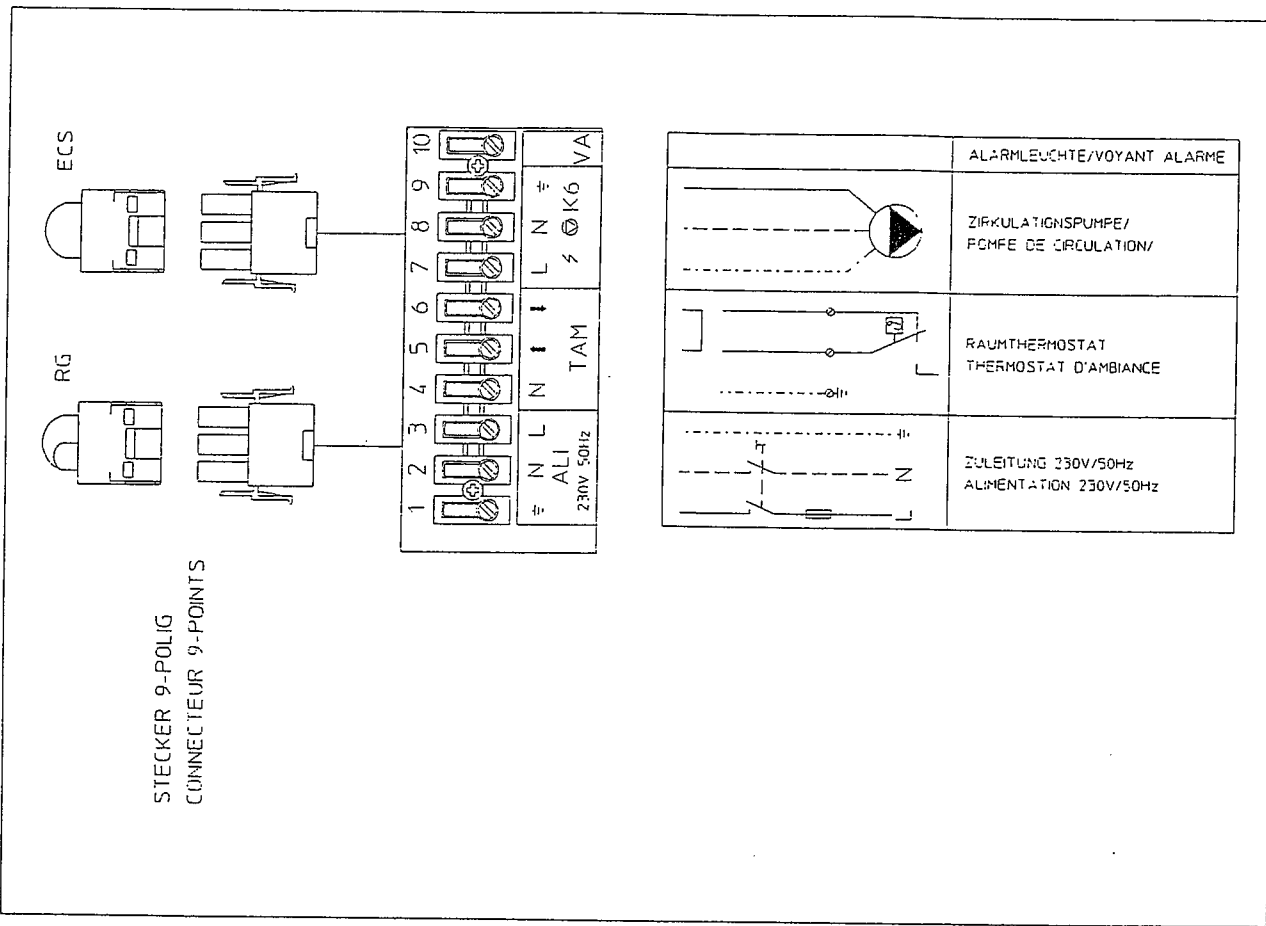 ECS
RG
STECKER 9-POLIG
CONNECTEUR 9-POINTS
10
9
8
7
6
5
4
3
2
1
VA
L N K6
N TAM
N L
ALI
230V 50Hz
ALARMLEUCHTE/VOYANT ALARME
ZIRKULATIONSPUMPE/
POMPE DE CIRCULATION/
RAUMTHERMOSTAT
THERMOSTAT D'AMBIANCE
N
L
ZULEITUNG 230V/50Hz
ALIMENTATION 230V/50Hz